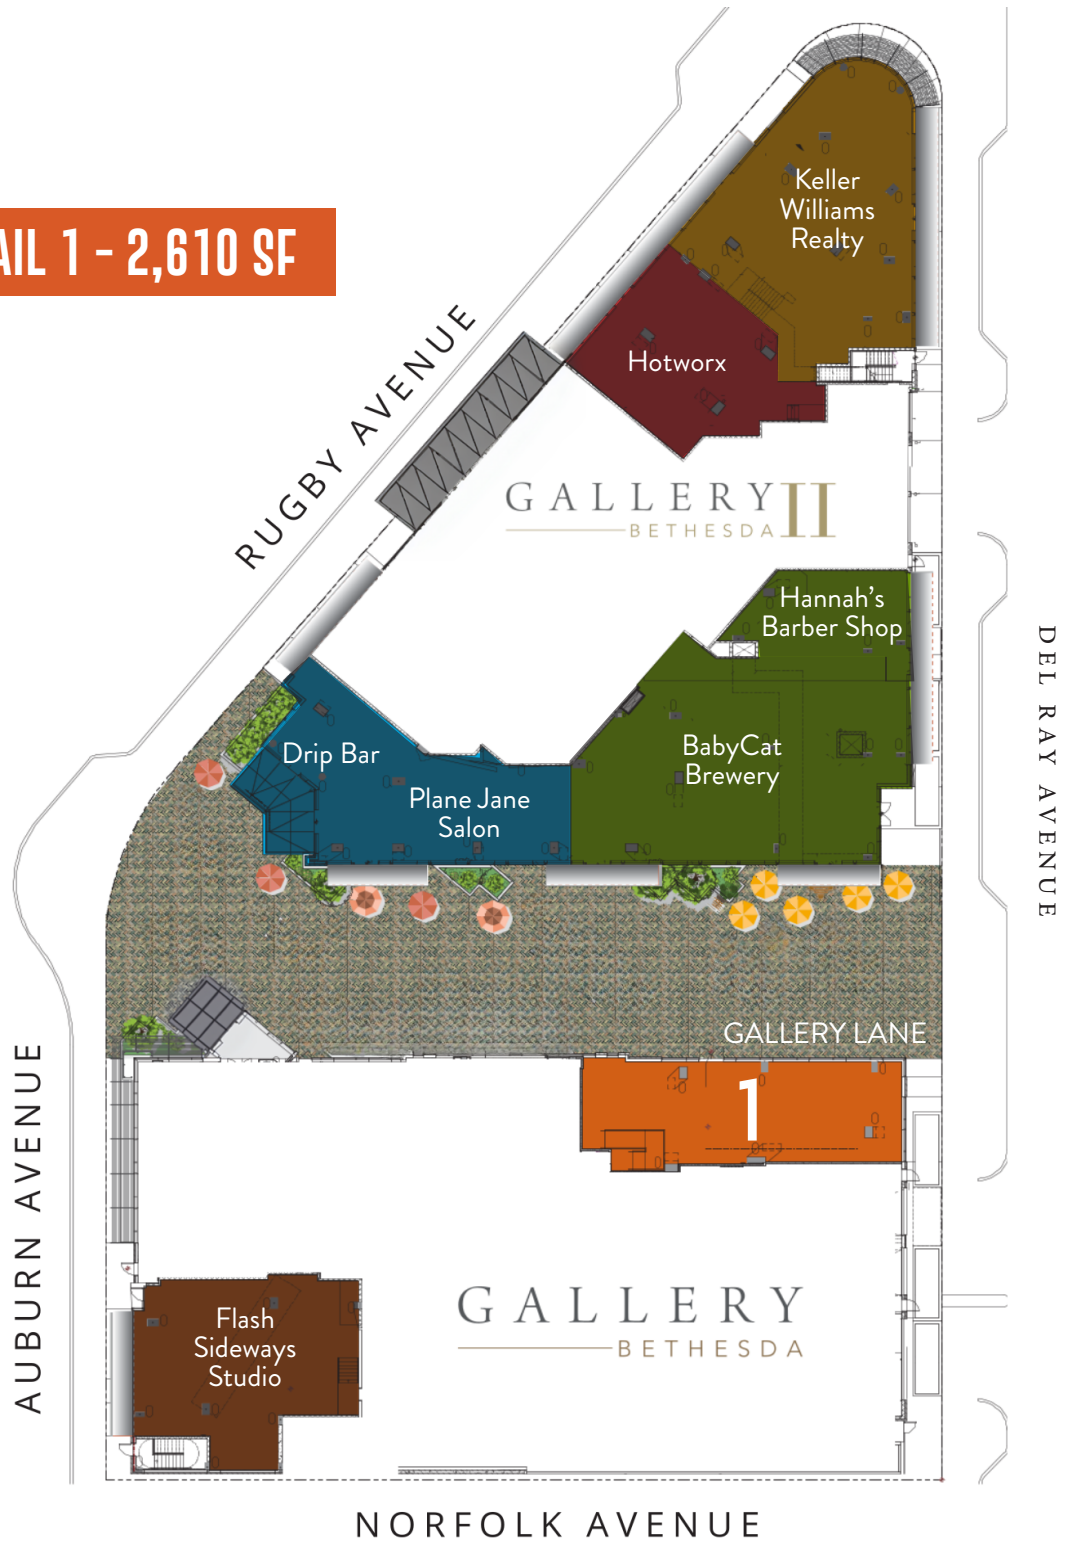 AIL 1 - 2,610 SF
Keller
Williams
Realty
RUGBY AVENUE
Hotworx
GALLERY II
BETHESDA
Hannah's
Barber Shop
DEL RAY AVENUE
Drip Bar
BabyCat
Brewery
Plane Jane
Salon
GALLERY LANE
1
AUBURN AVENUE
GALLERY
BETHESDA
Flash
Sideways
Studio
NORFOLK AVENUE